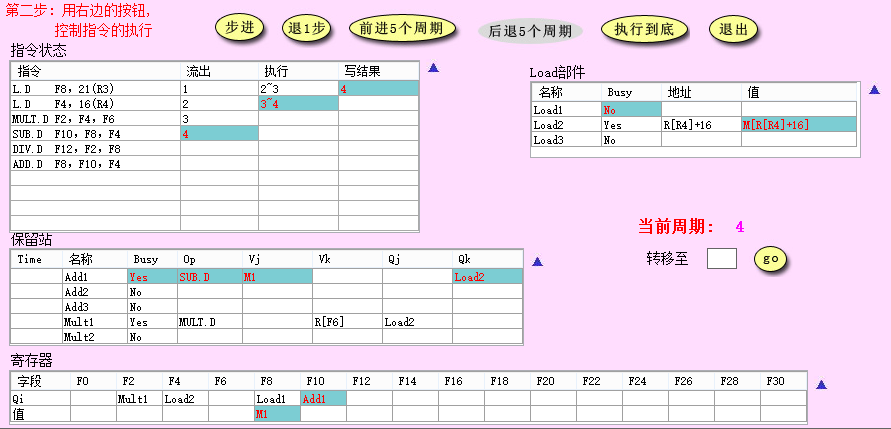 第二步：用右边的按钮，
控制指令的执行
步进 退1步 前进5个周期 后退5个周期 执行到底 退出
指令状态
指令 流出 执行 写结果
L.D F8, 21(R3) 1 2~3 4
L.D F4, 16(R4) 2 3~4
MULT.D F2, F4, F6 3
SUB.D F10, F8, F4 4
DIV.D F12, F2, F8
ADD.D F8, F10, F4
Load部件
名称 Busy 地址 值
Load1 No
Load2 Yes R[R4]+16 M[R[R4]+16]
Load3 No
当前周期： 4
转移至 go
保留站
Time 名称 Busy Op Vj Vk Qj Qk
Add1 Yes SUB.D M1 Load2
Add2 No
Add3 No
Mult1 Yes MULT.D R[F6] Load2
Mult2 No
寄存器
字段 F0 F2 F4 F6 F8 F10 F12 F14 F16 F18 F20 F22 F24 F26 F28 F30
Qi Mult1 Load2 Load1 Add1
值 M1